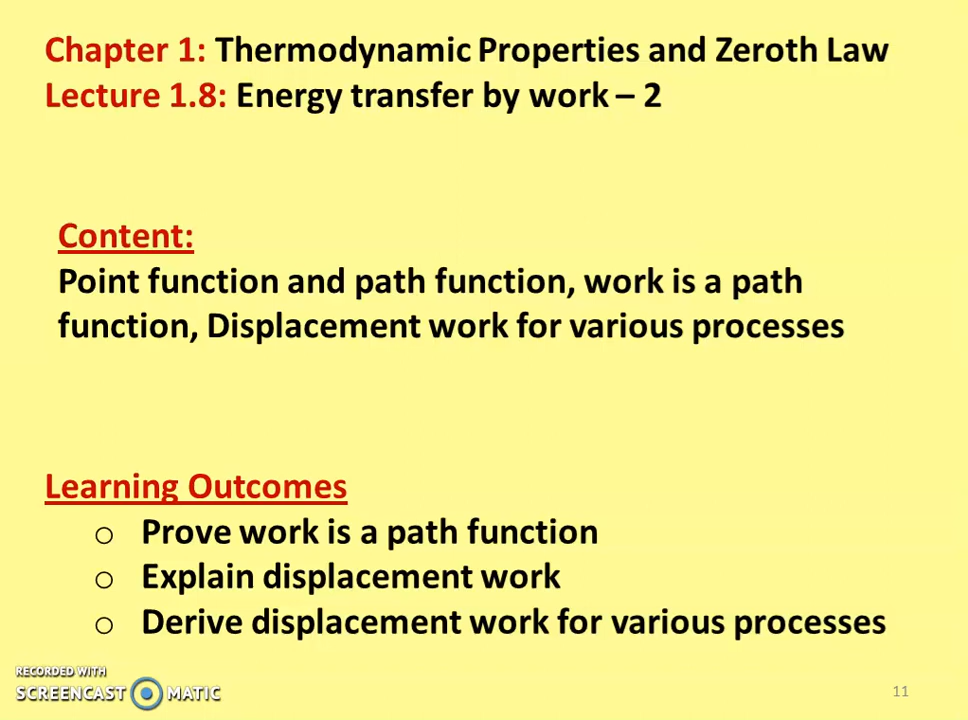 Chapter 1: Thermodynamic Properties and Zeroth Law
Lecture 1.8: Energy transfer by work – 2
Content:
Point function and path function, work is a path
function, Displacement work for various processes
Learning Outcomes
o Prove work is a path function
o Explain displacement work
o Derive displacement work for various processes
RECORDED WITH
SCREENCAST MATIC
11